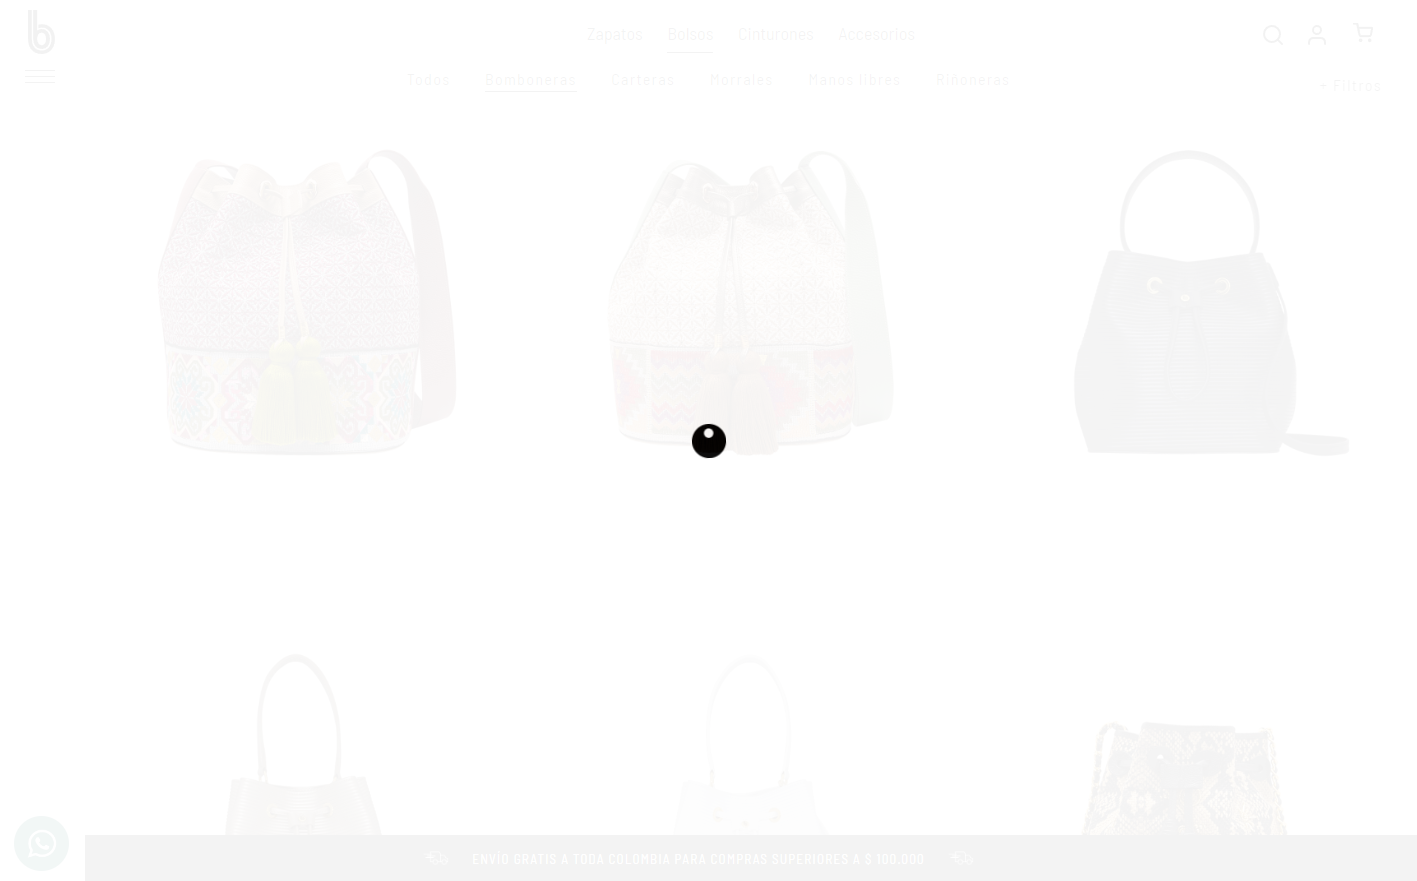 b
Zapatos Bolsos Cinturones Accesorios
Todos Bomboneras Carteras Morrales Manos libres Riñoneras
+ Filtros
ENVÍO GRATIS A TODA COLOMBIA PARA COMPRAS SUPERIORES A $ 100.000